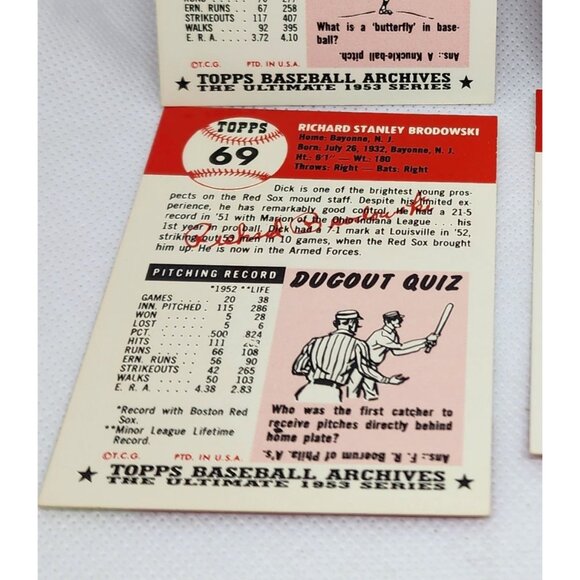 ERN. RUNS . . . 70 277
STRIKEOUTS . . 117 407
WALKS . . . . 92 395
E. R. A. . . . . 3.72 4.10
What is a 'butterfly' in base-
ball?
Ans.: A Knuckle-ball pitch.
©T.C.G. PTD. IN U.S.A.
★ TOPPS BASEBALL ARCHIVES ★
THE ULTIMATE 1953 SERIES
TOPPS
69
RICHARD STANLEY BRODOWSKI
Home: Bayonne, N. J.
Born: July 26, 1932, Bayonne, N. J.
Ht.: 6'1" — Wt.: 180
Throws: Right — Bats: Right
Dick is one of the brightest young pros-
pects on the Red Sox mound staff. Despite his limited ex-
perience, he has remarkably good control. He had a 21-5
record in '51 with Marion of the Ohio-Indiana League . . . his
1st year in pro ball. Dick had a 7-1 mark at Louisville in '52,
striking out men in 10 games, when the Red Sox brought
him up. He is now in the Armed Forces.
Richard Brodowski
PITCHING RECORD
*1952 **LIFE
GAMES . . . . 20 38
INN. PITCHED . 115 286
WON . . . . . 5 28
LOST . . . . . 5 6
PCT. . . . . . 500 824
HITS . . . . . 111
RUNS . . . . . 66 108
ERN. RUNS . . . 56 90
STRIKEOUTS . . . 42 265
WALKS . . . . 50 103
E. R. A. . . . . 4.38 2.83
*Record with Boston Red
Sox.
**Minor League Lifetime
Record.
DUGOUT QUIZ
Who was the first catcher to
receive pitches directly behind
home plate?
Ans.: F. R. Boerum of Phila. A's.
©T.C.G. PTD. IN U.S.A.
★ TOPPS BASEBALL ARCHIVES ★
THE ULTIMATE 1953 SERIES